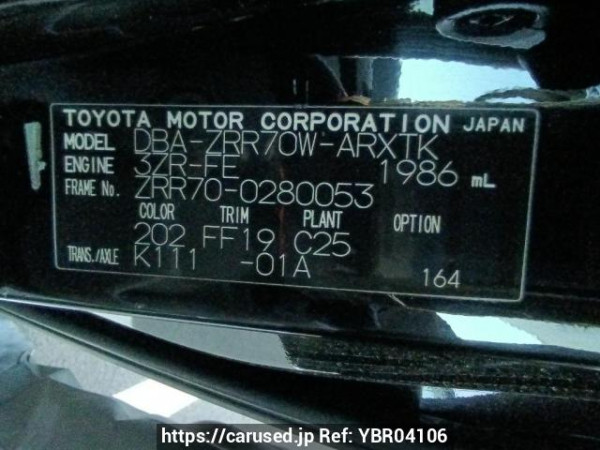 TOYOTA MOTOR CORPORATION JAPAN
MODEL DBA-ZRR70W-ARXTK
ENGINE 3ZR-FE 1986 mL
FRAME No. ZRR70-0280053
COLOR TRIM PLANT OPTION
202 FF19 C25
TRANS./AXLE K111 -01A
164
https://carused.jp Ref: YBR04106